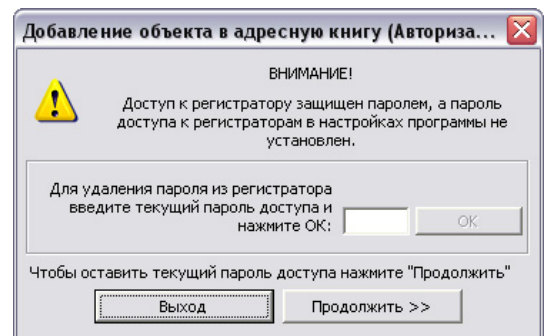 Добавление объекта в адресную книгу (Авториза...
ВНИМАНИЕ!
Доступ к регистратору защищен паролем, а пароль
доступа к регистраторам в настройках программы не
установлен.
Для удаления пароля из регистратора
введите текущий пароль доступа и
нажмите ОК:
OK
Чтобы оставить текущий пароль доступа нажмите "Продолжить"
Выход
Продолжить >>